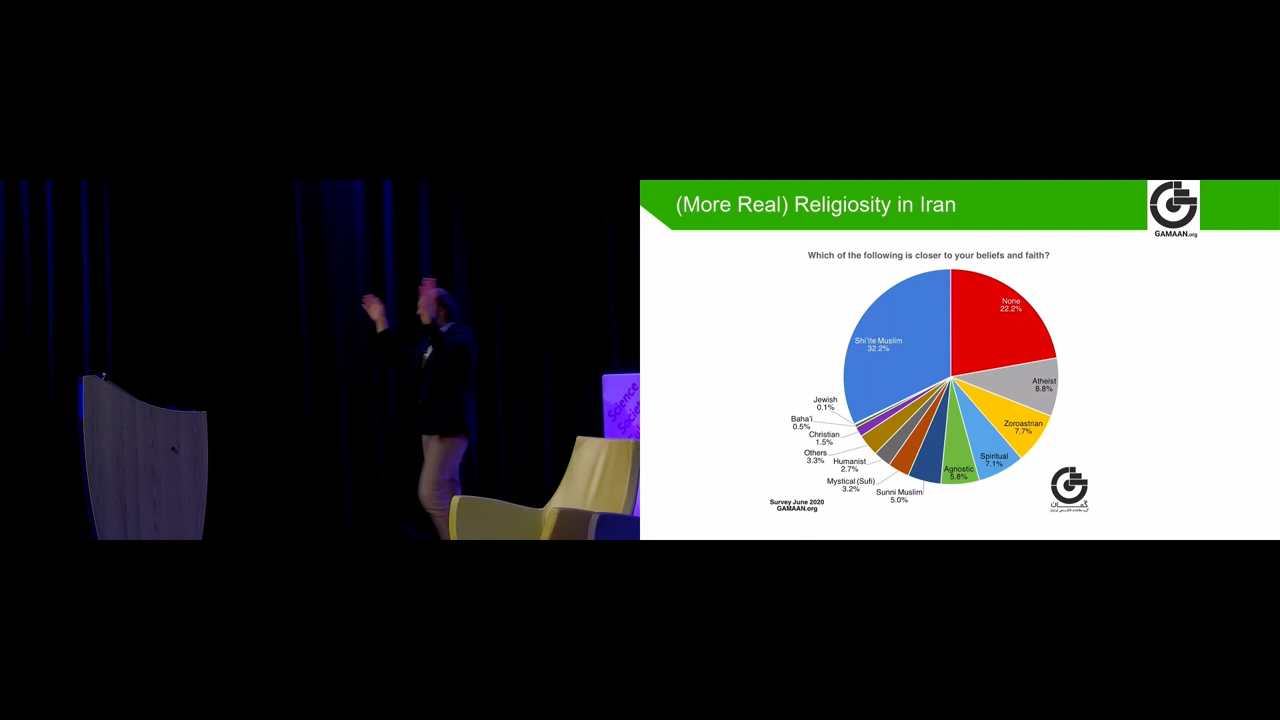 Science
Societ
(More Real) Religiosity in Iran
GAMAAN.org
Which of the following is closer to your beliefs and faith?
None
22.2%
Atheist
8.8%
Zoroastrian
7.7%
Spiritual
7.1%
Agnostic
5.8%
Sunni Muslim
5.0%
Mystical (Sufi)
3.2%
Humanist
2.7%
Others
3.3%
Christian
1.5%
Baha'i
0.5%
Jewish
0.1%
Shi'ite Muslim
32.2%
Survey June 2020
GAMAAN.org
گمان